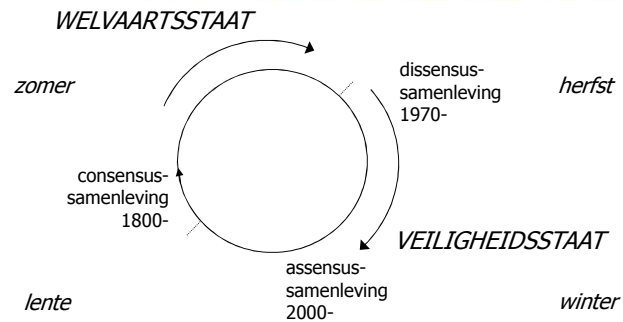 WELVAARTSSTAAT
zomer
dissensus-
samenleving
1970-
herfst
consensus-
samenleving
1800-
VEILIGHEIDSSTAAT
assensus-
samenleving
2000-
lente
winter